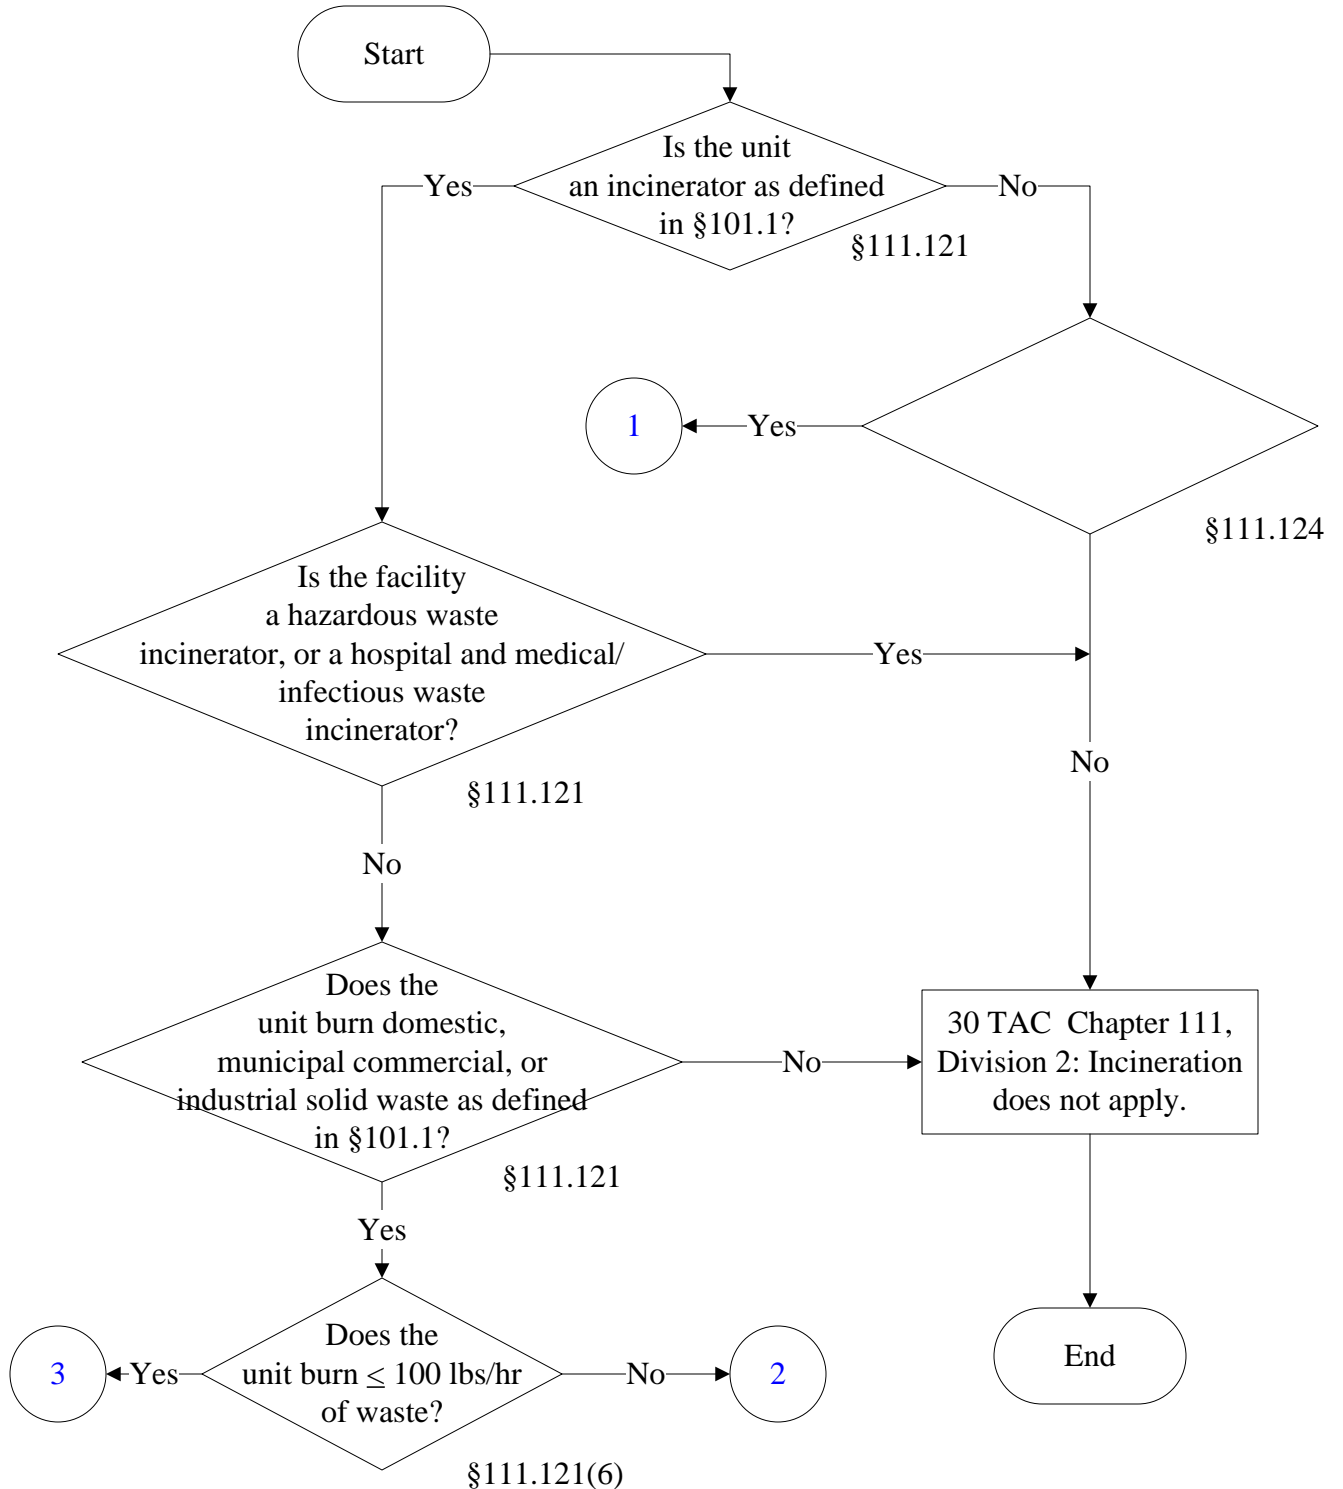 Start
Is the unit
an incinerator as defined
in §101.1?
Yes
No
§111.121
1
Yes
§111.124
Is the facility
a hazardous waste
incinerator, or a hospital and medical/
infectious waste
incinerator?
Yes
No
§111.121
No
Does the
unit burn domestic,
municipal commercial, or
industrial solid waste as defined
in §101.1?
No
30 TAC  Chapter 111,
Division 2: Incineration
does not apply.
§111.121
Yes
Does the
unit burn ≤ 100 lbs/hr
of waste?
3
Yes
No
2
End
§111.121(6)